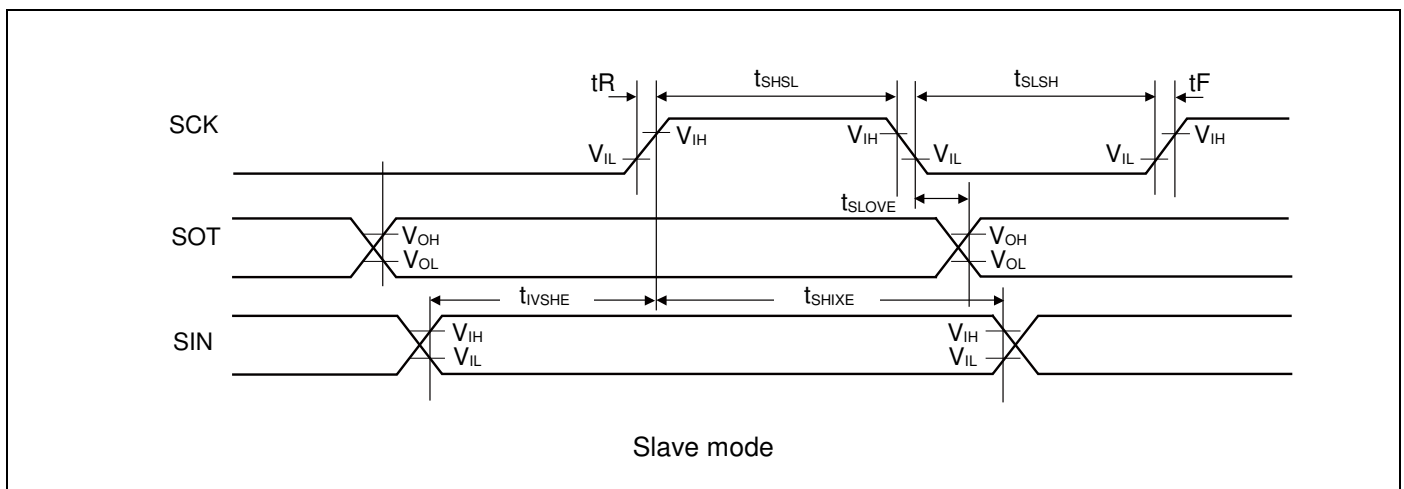 tR tSHSL tSLSH tF
SCK VIH VIH VIH
VIL VIL VIL
tSLOVE
SOT VOH VOH
VOL VOL
tIVSHE tSHIXE
SIN VIH VIH
VIL VIL
Slave mode